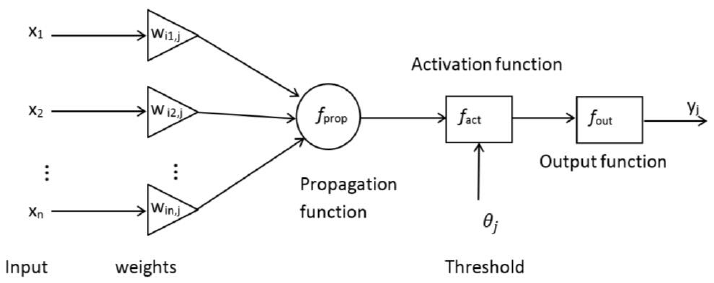 x1
wi1,j
Activation function
x2
wi2,j
fprop
fact
fout
yj
⋮
⋮
Propagation
function
Output function
xn
win,j
θj
Input
weights
Threshold